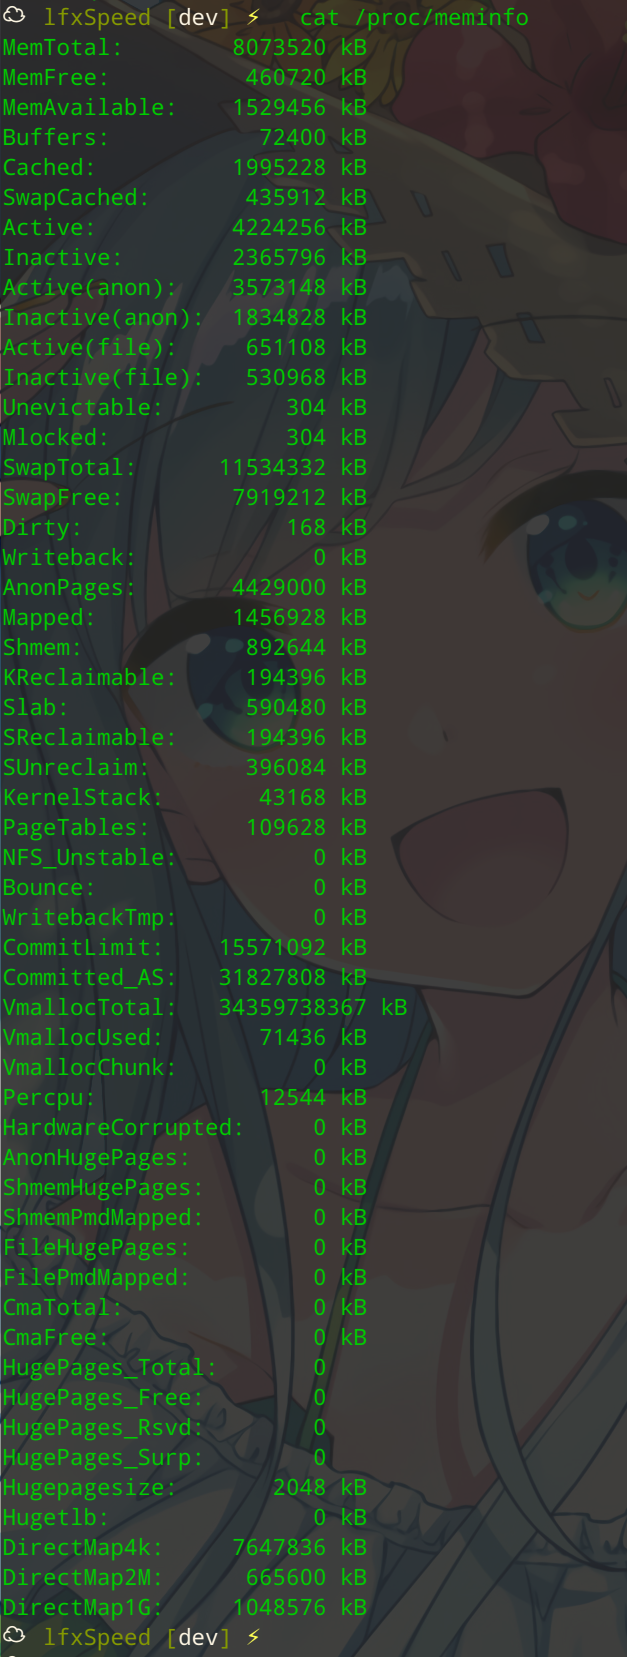 lfxSpeed [dev] ⚡ cat /proc/meminfo
MemTotal: 8073520 kB
MemFree: 460720 kB
MemAvailable: 1529456 kB
Buffers: 72400 kB
Cached: 1995228 kB
SwapCached: 435912 kB
Active: 4224256 kB
Inactive: 2365796 kB
Active(anon): 3573148 kB
Inactive(anon): 1834828 kB
Active(file): 651108 kB
Inactive(file): 530968 kB
Unevictable: 304 kB
Mlocked: 304 kB
SwapTotal: 11534332 kB
SwapFree: 7919212 kB
Dirty: 168 kB
Writeback: 0 kB
AnonPages: 4429000 kB
Mapped: 1456928 kB
Shmem: 892644 kB
KReclaimable: 194396 kB
Slab: 590480 kB
SReclaimable: 194396 kB
SUnreclaim: 396084 kB
KernelStack: 43168 kB
PageTables: 109628 kB
NFS_Unstable: 0 kB
Bounce: 0 kB
WritebackTmp: 0 kB
CommitLimit: 15571092 kB
Committed_AS: 31827808 kB
VmallocTotal: 34359738367 kB
VmallocUsed: 71436 kB
VmallocChunk: 0 kB
Percpu: 12544 kB
HardwareCorrupted: 0 kB
AnonHugePages: 0 kB
ShmemHugePages: 0 kB
ShmemPmdMapped: 0 kB
FileHugePages: 0 kB
FilePmdMapped: 0 kB
CmaTotal: 0 kB
CmaFree: 0 kB
HugePages_Total: 0
HugePages_Free: 0
HugePages_Rsvd: 0
HugePages_Surp: 0
Hugepagesize: 2048 kB
Hugetlb: 0 kB
DirectMap4k: 7647836 kB
DirectMap2M: 665600 kB
DirectMap1G: 1048576 kB
lfxSpeed [dev] ⚡